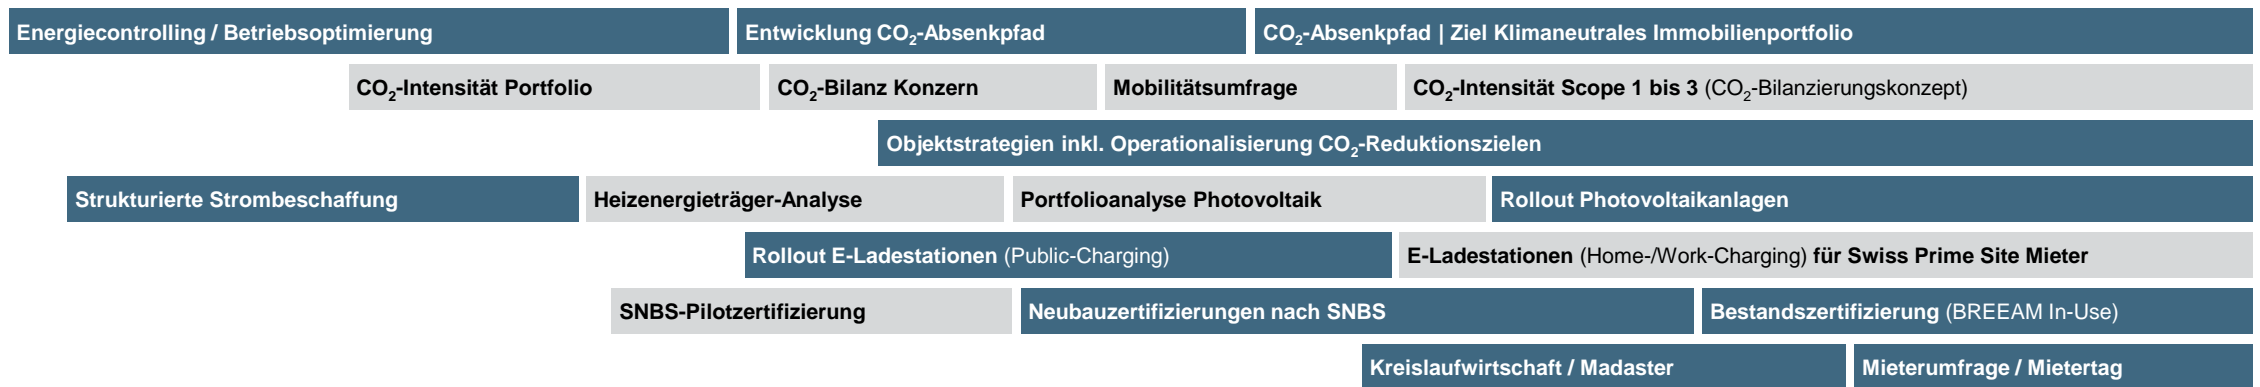 Energiecontrolling / Betriebsoptimierung
Entwicklung CO₂-Absenkpfad
CO₂-Absenkpfad | Ziel Klimaneutrales Immobilienportfolio
CO₂-Intensität Portfolio
CO₂-Bilanz Konzern
Mobilitätsumfrage
CO₂-Intensität Scope 1 bis 3 (CO₂-Bilanzierungskonzept)
Objektstrategien inkl. Operationalisierung CO₂-Reduktionszielen
Strukturierte Strombeschaffung
Heizenergieträger-Analyse
Portfolioanalyse Photovoltaik
Rollout Photovoltaikanlagen
Rollout E-Ladestationen (Public-Charging)
E-Ladestationen (Home-/Work-Charging) für Swiss Prime Site Mieter
SNBS-Pilotzertifizierung
Neubauzertifizierungen nach SNBS
Bestandszertifizierung (BREEAM In-Use)
Kreislaufwirtschaft / Madaster
Mieterumfrage / Mietertag